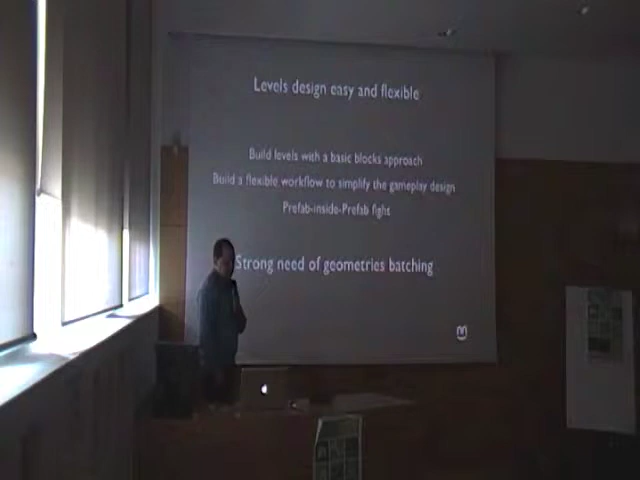 Levels design easy and flexible
Build levels with a basic blocks approach
Build a flexible workflow to simplify the gameplay design
Prefab-inside-Prefab fight
Strong need of geometries batching